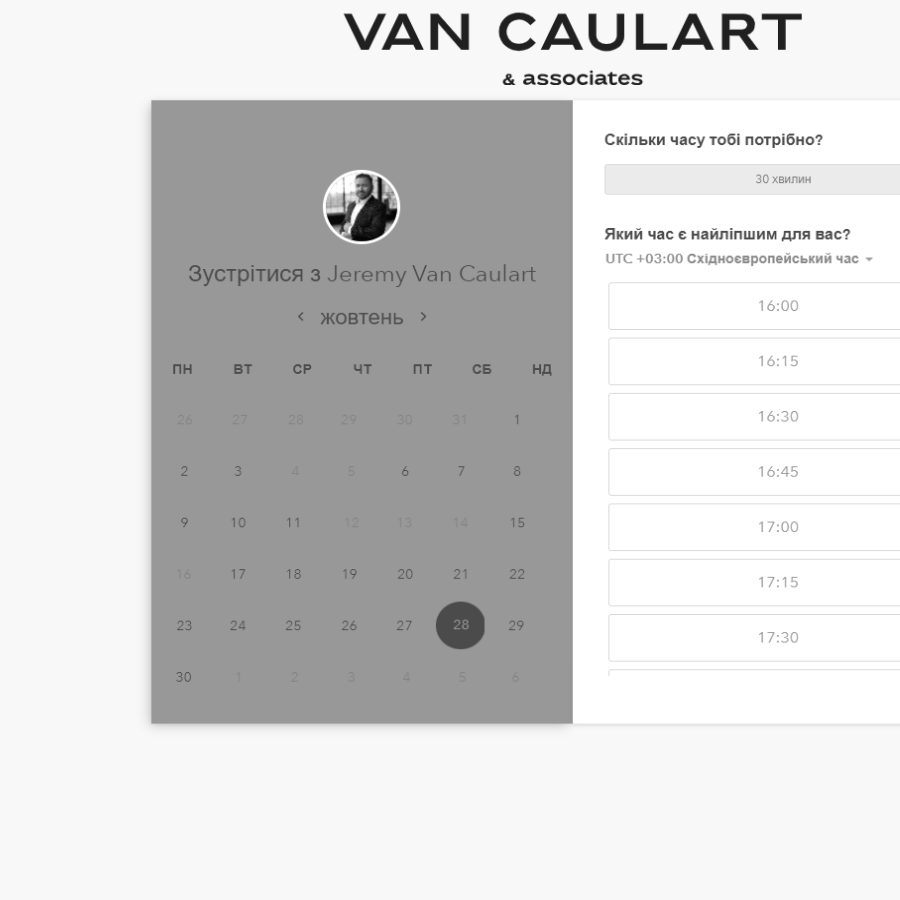 VAN CAULART
& associates
Зустрітися з Jeremy Van Caulart
жовтень
ПН ВТ СР ЧТ ПТ СБ НД
26 27 28 29 30 31 1
2 3 4 5 6 7 8
9 10 11 12 13 14 15
16 17 18 19 20 21 22
23 24 25 26 27 28 29
30 1 2 3 4 5 6
Скільки часу тобі потрібно?
30 хвилин
Який час є найліпшим для вас?
UTC +03:00 Східноєвропейський час
16:00
16:15
16:30
16:45
17:00
17:15
17:30